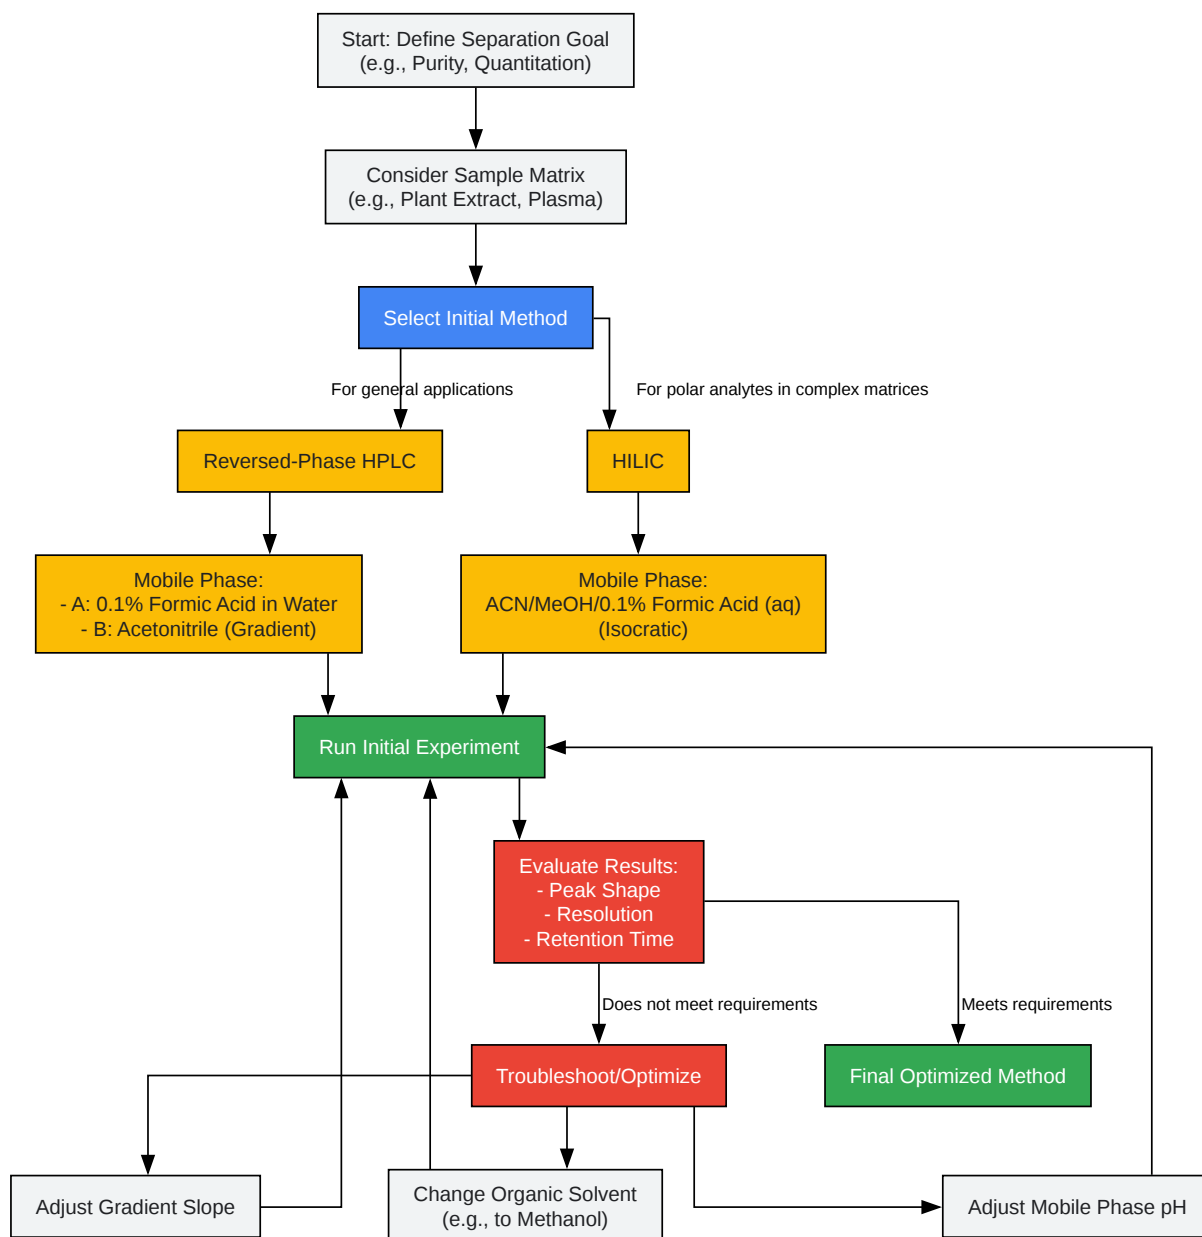 Start: Define Separation Goal
(e.g., Purity, Quantitation)
Consider Sample Matrix
(e.g., Plant Extract, Plasma)
Select Initial Method
For general applications
For polar analytes in complex matrices
Reversed-Phase HPLC
HILIC
Mobile Phase:
- A: 0.1% Formic Acid in Water
- B: Acetonitrile (Gradient)
Mobile Phase:
ACN/MeOH/0.1% Formic Acid (aq)
(Isocratic)
Run Initial Experiment
Evaluate Results:
- Peak Shape
- Resolution
- Retention Time
Does not meet requirements
Meets requirements
Troubleshoot/Optimize
Final Optimized Method
Adjust Gradient Slope
Change Organic Solvent
(e.g., to Methanol)
Adjust Mobile Phase pH